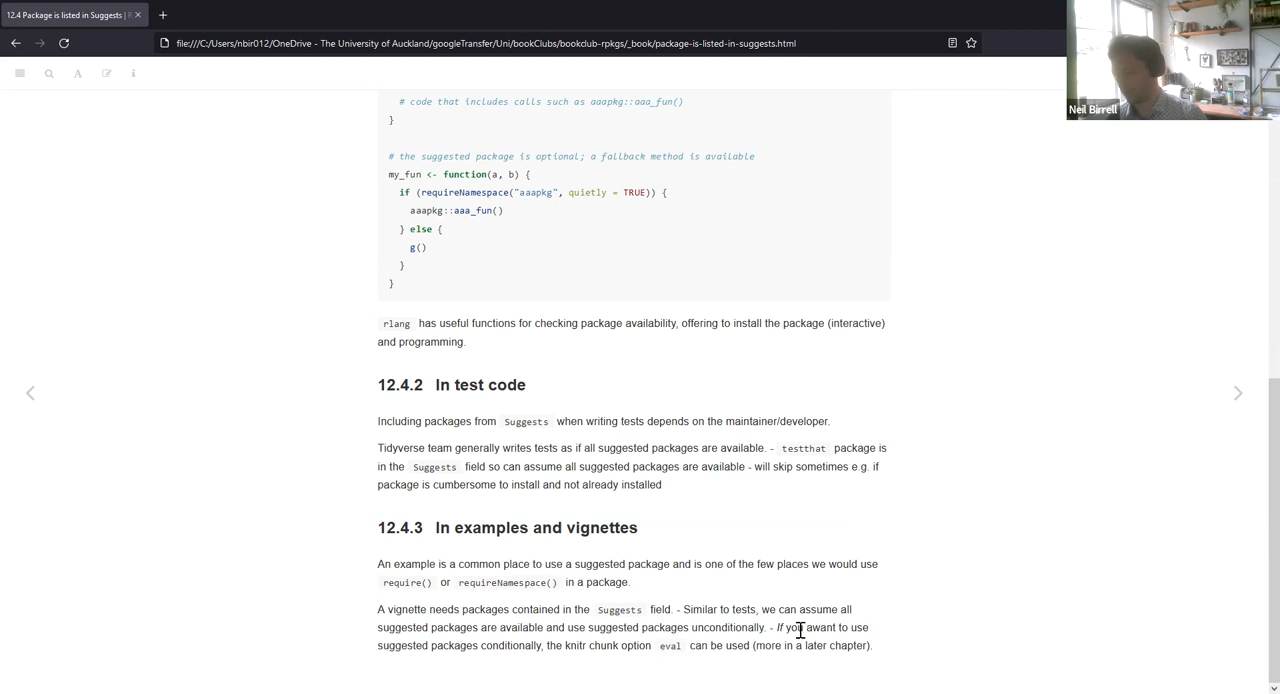 12.4 Package is listed in Suggests | R
file:///C:/Users/nbir012/OneDrive - The University of Auckland/googleTransfer/Uni/bookClubs/bookclub-rpkgs/_book/package-is-listed-in-suggests.html
Neil Birrell
# code that includes calls such as aaapkg::aaa_fun()
}
# the suggested package is optional; a fallback method is available
my_fun <- function(a, b) {
if (requireNamespace("aaapkg", quietly = TRUE)) {
aaapkg::aaa_fun()
} else {
g()
}
}
rlang has useful functions for checking package availability, offering to install the package (interactive)
and programming.
12.4.2 In test code
Including packages from Suggests when writing tests depends on the maintainer/developer.
Tidyverse team generally writes tests as if all suggested packages are available. - testthat package is
in the Suggests field so can assume all suggested packages are available - will skip sometimes e.g. if
package is cumbersome to install and not already installed
12.4.3 In examples and vignettes
An example is a common place to use a suggested package and is one of the few places we would use
require() or requireNamespace() in a package.
A vignette needs packages contained in the Suggests field. - Similar to tests, we can assume all
suggested packages are available and use suggested packages unconditionally. - If you awant to use
suggested packages conditionally, the knitr chunk option eval can be used (more in a later chapter).